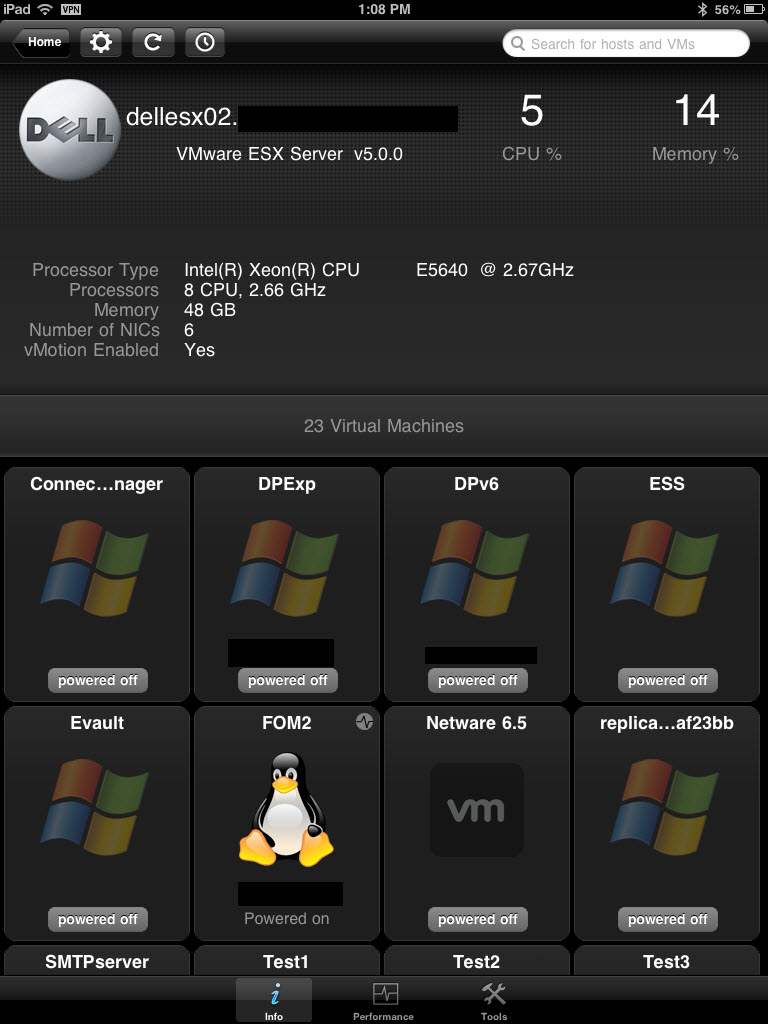 iPad VPN 1:08 PM 56%
Home Search for hosts and VMs
DELL dellesx02. 5 14
VMware ESX Server v5.0.0 CPU % Memory %
Processor Type Intel(R) Xeon(R) CPU E5640 @ 2.67GHz
Processors 8 CPU, 2.66 GHz
Memory 48 GB
Number of NICs 6
vMotion Enabled Yes
23 Virtual Machines
Connec...nager DPExp DPv6 ESS
powered off powered off powered off powered off
Evault FOM2 Netware 6.5 replica...af23bb
vm
powered off Powered on powered off powered off
SMTPserver Test1 Test2 Test3
Info Performance Tools